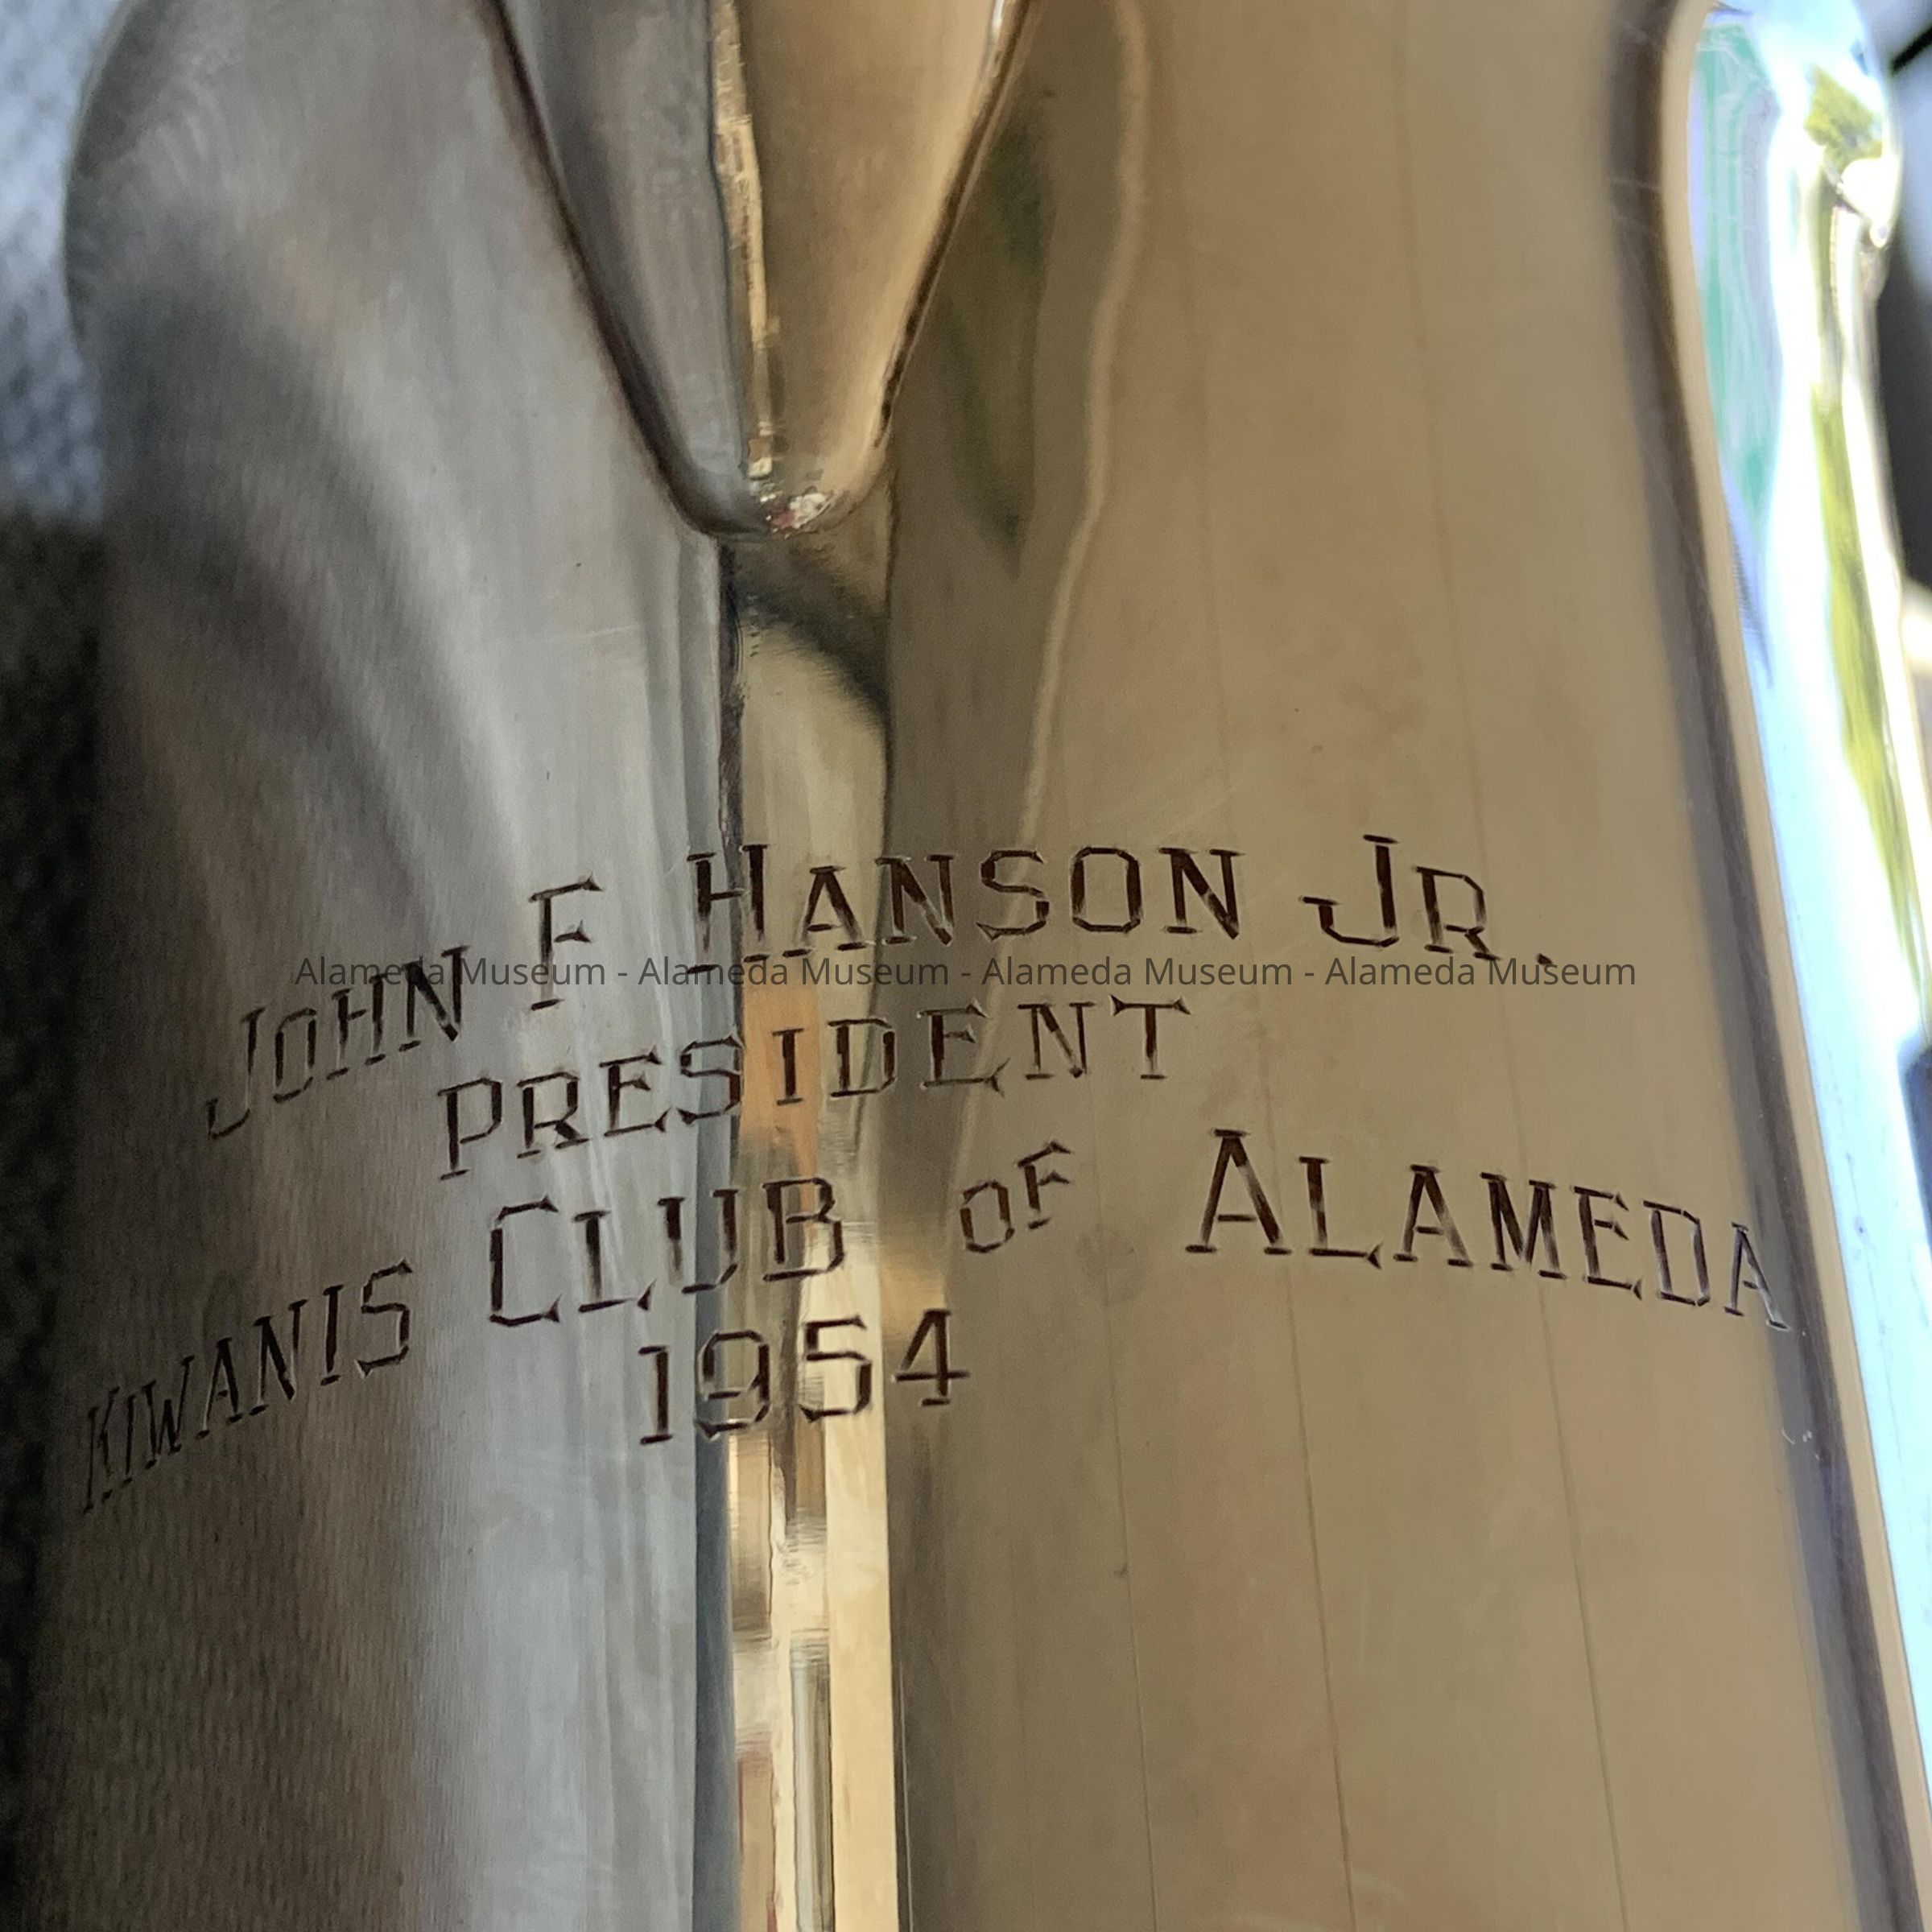 JOHN F HANSON JR.
Alameda Museum - Alameda Museum - Alameda Museum - Alameda Museum
PRESIDENT
KIWANIS CLUB OF ALAMEDA
1954